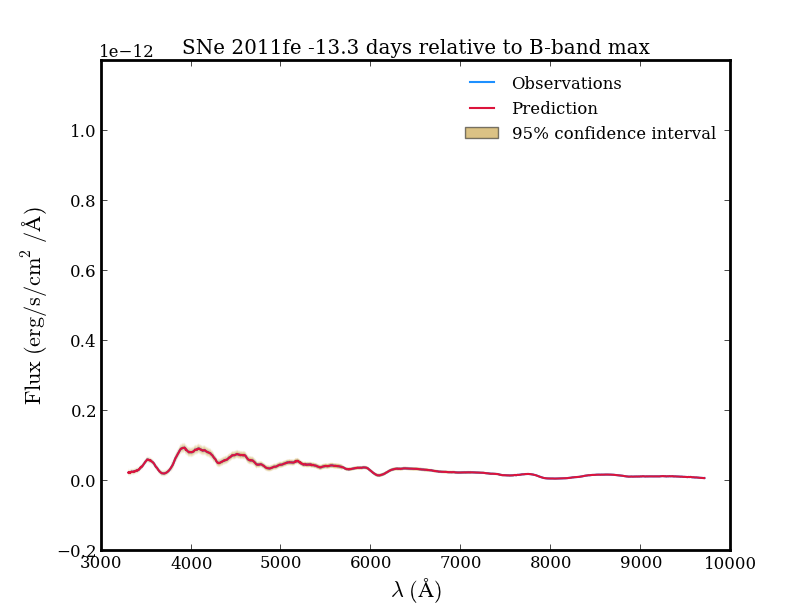 SNe 2011fe -13.3 days relative to B-band max
1e−12
Observations
Prediction
95% confidence interval
1.0
0.8
0.6
0.4
0.2
0.0
−0.2
Flux (erg/s/cm² /Å)
3000 4000 5000 6000 7000 8000 9000 10000
λ (Å)